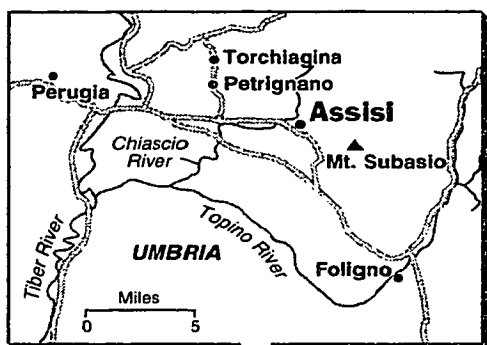 Torchiagina
Perugia
Petrignano
Assisi
Chiascio
River
Mt. Subasio
Tiber River
UMBRIA
Topino River
Foligno
Miles
0 5